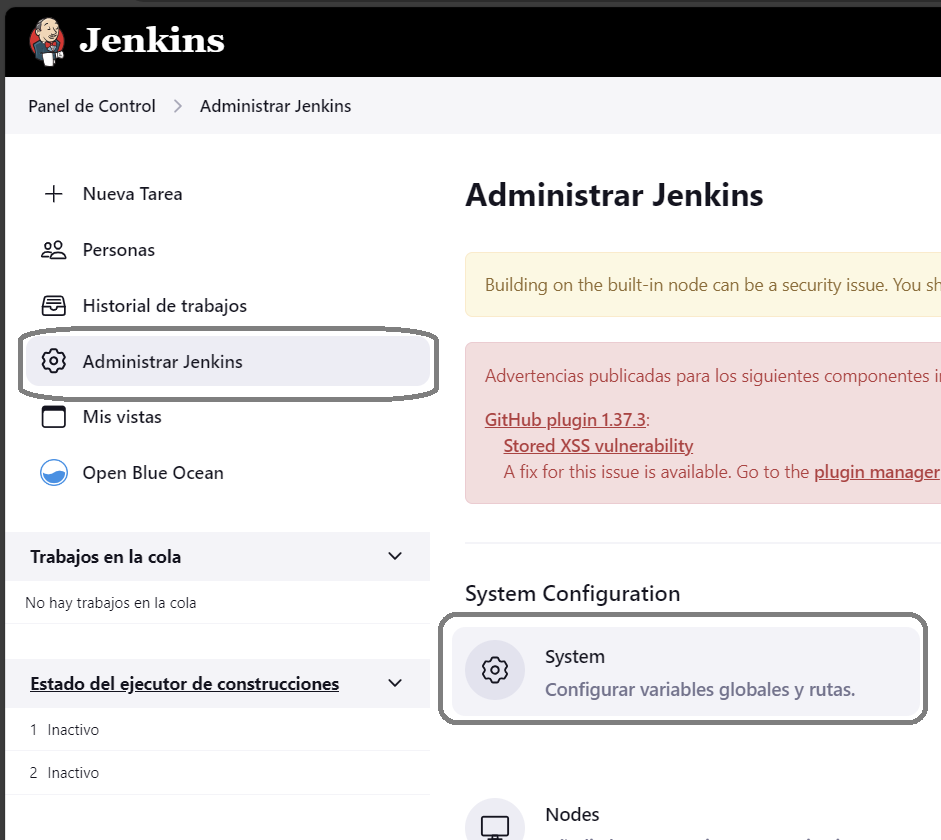 Jenkins
Panel de Control
Administrar Jenkins
Nueva Tarea
Personas
Historial de trabajos
Administrar Jenkins
Mis vistas
Open Blue Ocean
Trabajos en la cola
No hay trabajos en la cola
Estado del ejecutor de construcciones
1 Inactivo
2 Inactivo
Administrar Jenkins
Building on the built-in node can be a security issue. You
Advertencias publicadas para los siguientes componentes
GitHub plugin 1.37.3:
Stored XSS vulnerability
A fix for this issue is available. Go to the plugin manager
System Configuration
System
Configurar variables globales y rutas.
Nodes